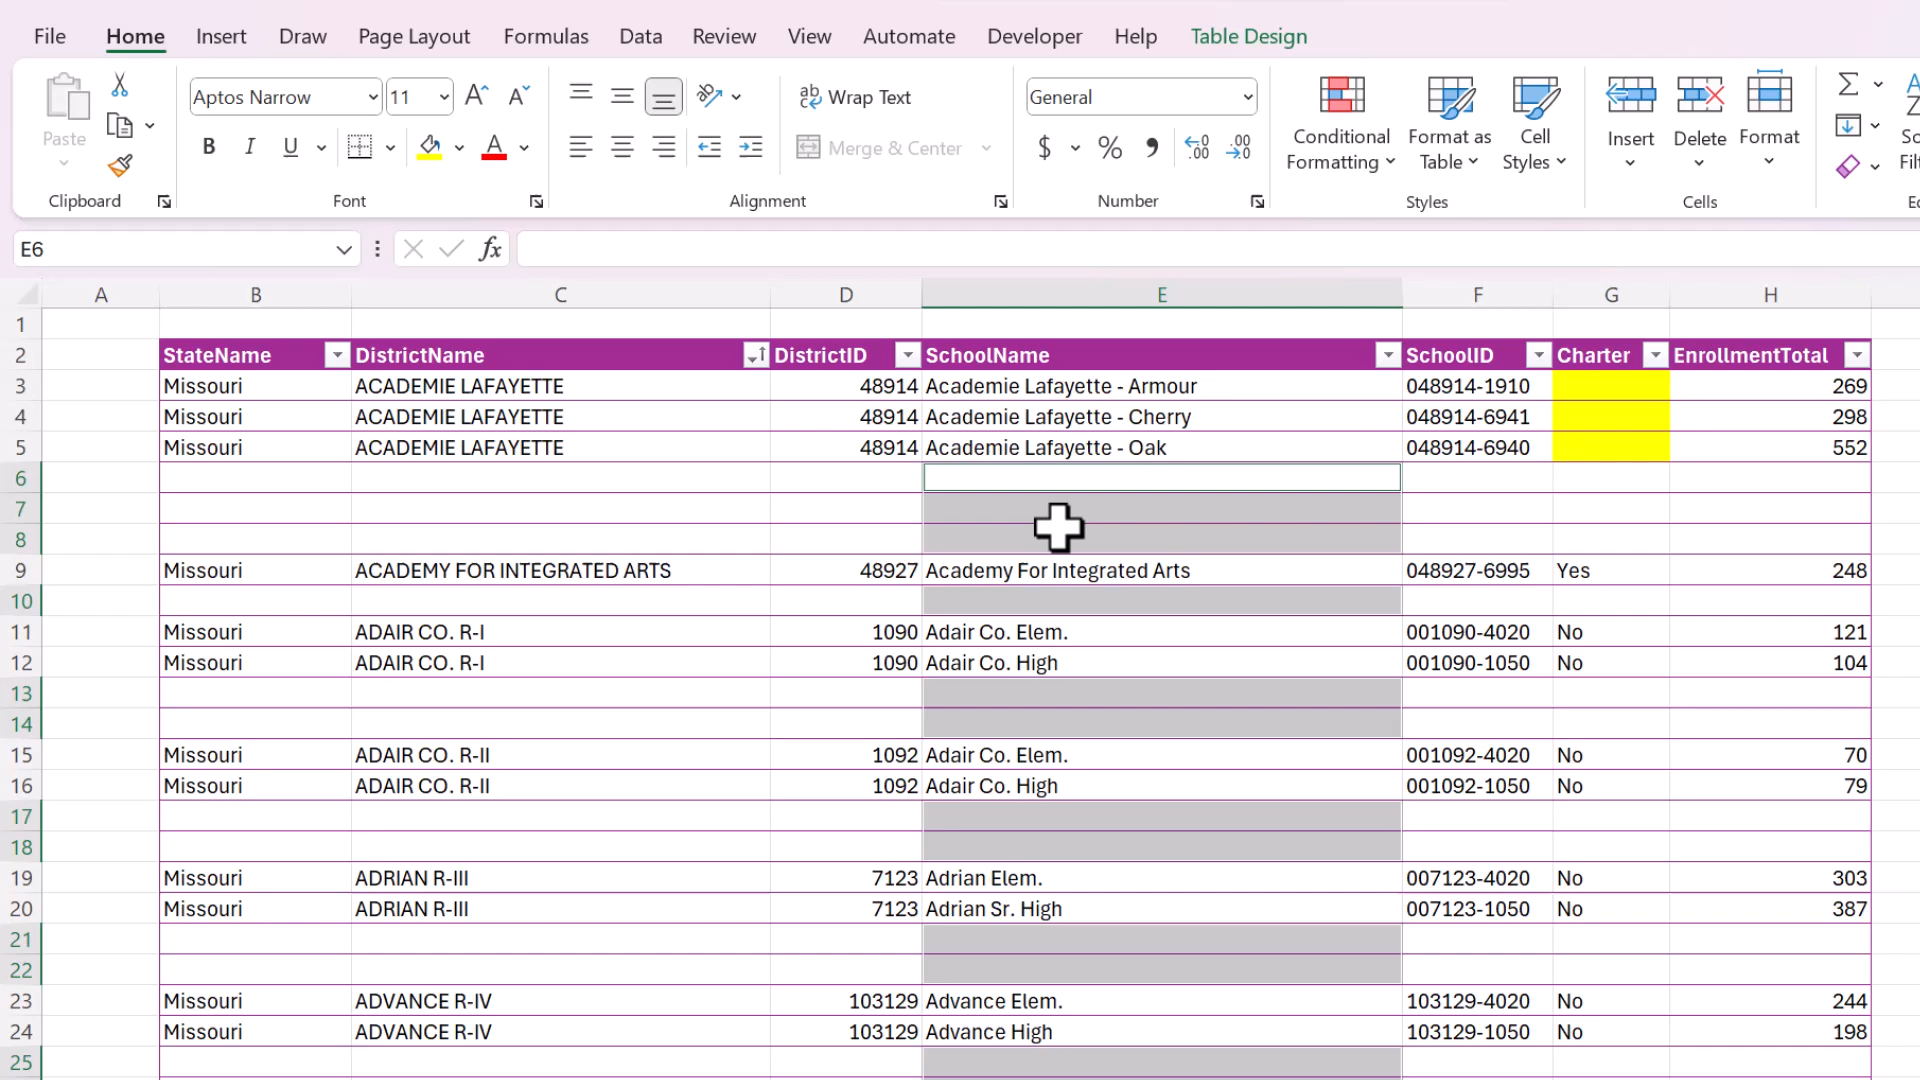 File Home Insert Draw Page Layout Formulas Data Review View Automate Developer Help Table Design
Paste
Clipboard
Aptos Narrow 11 A A
B I U A
Font
ab Wrap Text
Merge & Center
Alignment
General
$ % 9 .00
Number
Conditional Formatting
Format as Table
Cell Styles
Styles
Insert Delete Format
Cells
E6 fx
A B C D E F G H
1
2 StateName DistrictName DistrictID SchoolName SchoolID Charter EnrollmentTotal
3 Missouri ACADEMIE LAFAYETTE 48914 Academie Lafayette - Armour 048914-1910 269
4 Missouri ACADEMIE LAFAYETTE 48914 Academie Lafayette - Cherry 048914-6941 298
5 Missouri ACADEMIE LAFAYETTE 48914 Academie Lafayette - Oak 048914-6940 552
6
7
8
9 Missouri ACADEMY FOR INTEGRATED ARTS 48927 Academy For Integrated Arts 048927-6995 Yes 248
10
11 Missouri ADAIR CO. R-I 1090 Adair Co. Elem. 001090-4020 No 121
12 Missouri ADAIR CO. R-I 1090 Adair Co. High 001090-1050 No 104
13
14
15 Missouri ADAIR CO. R-II 1092 Adair Co. Elem. 001092-4020 No 70
16 Missouri ADAIR CO. R-II 1092 Adair Co. High 001092-1050 No 79
17
18
19 Missouri ADRIAN R-III 7123 Adrian Elem. 007123-4020 No 303
20 Missouri ADRIAN R-III 7123 Adrian Sr. High 007123-1050 No 387
21
22
23 Missouri ADVANCE R-IV 103129 Advance Elem. 103129-4020 No 244
24 Missouri ADVANCE R-IV 103129 Advance High 103129-1050 No 198
25